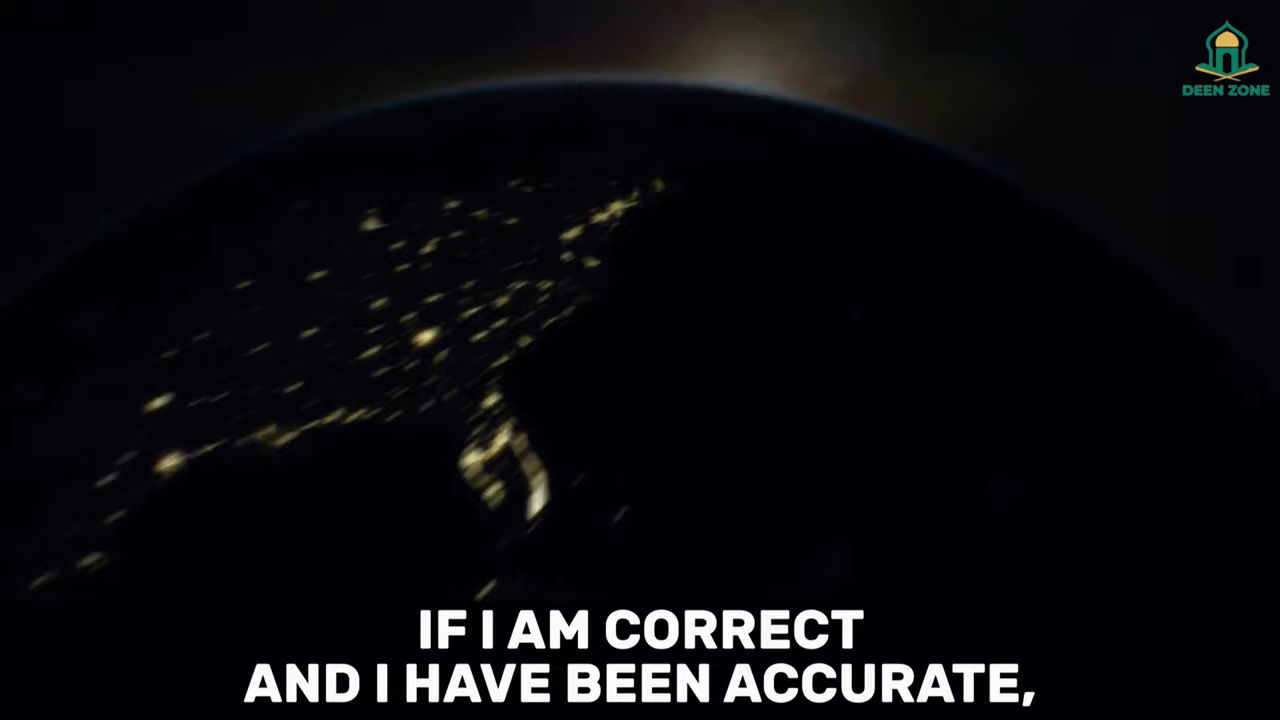 DEEN ZONE
IF I AM CORRECT
AND I HAVE BEEN ACCURATE,